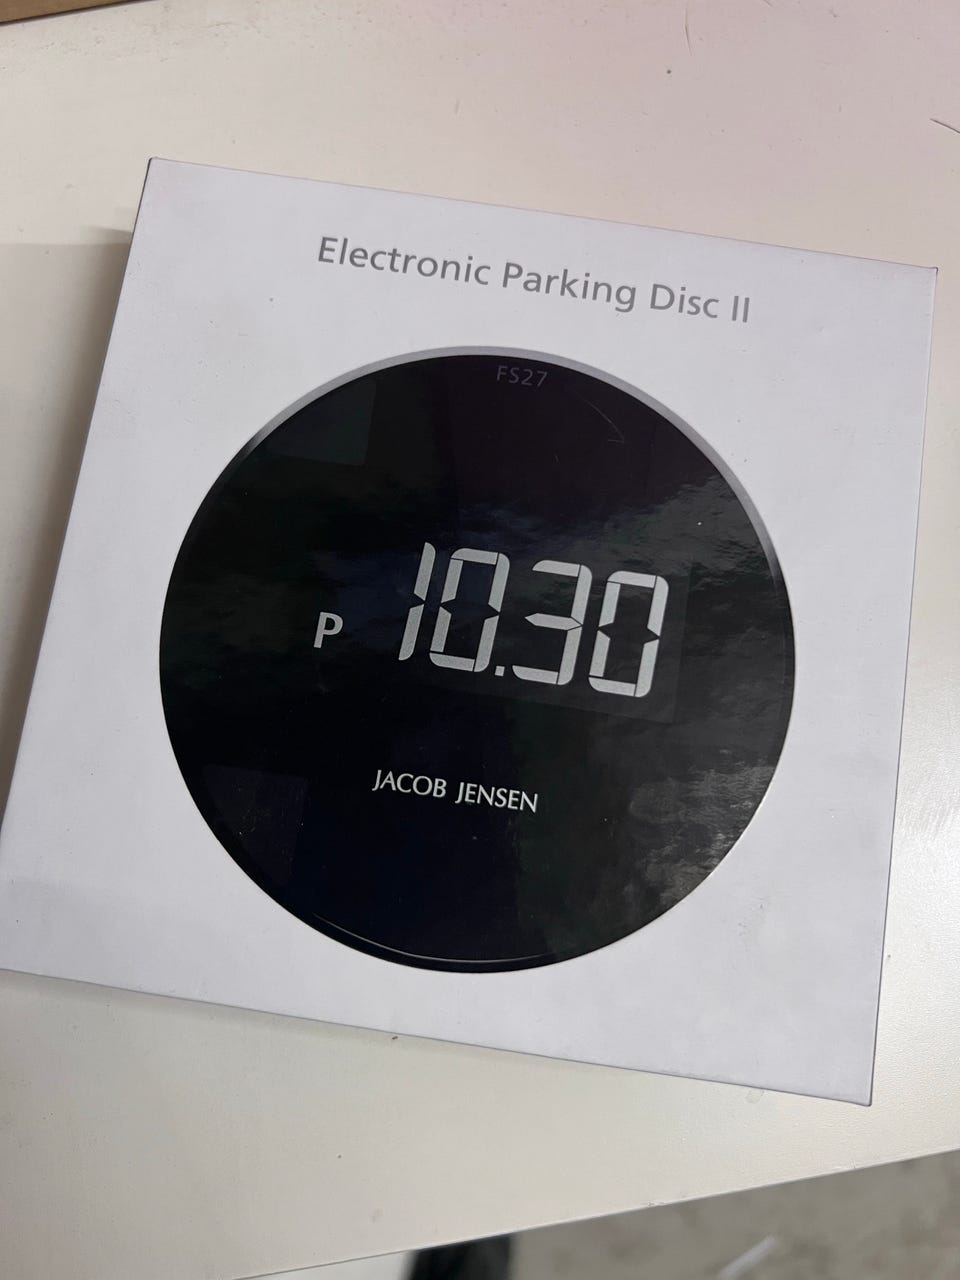 Electronic Parking Disc II
FS27
P 10.30
JACOB JENSEN